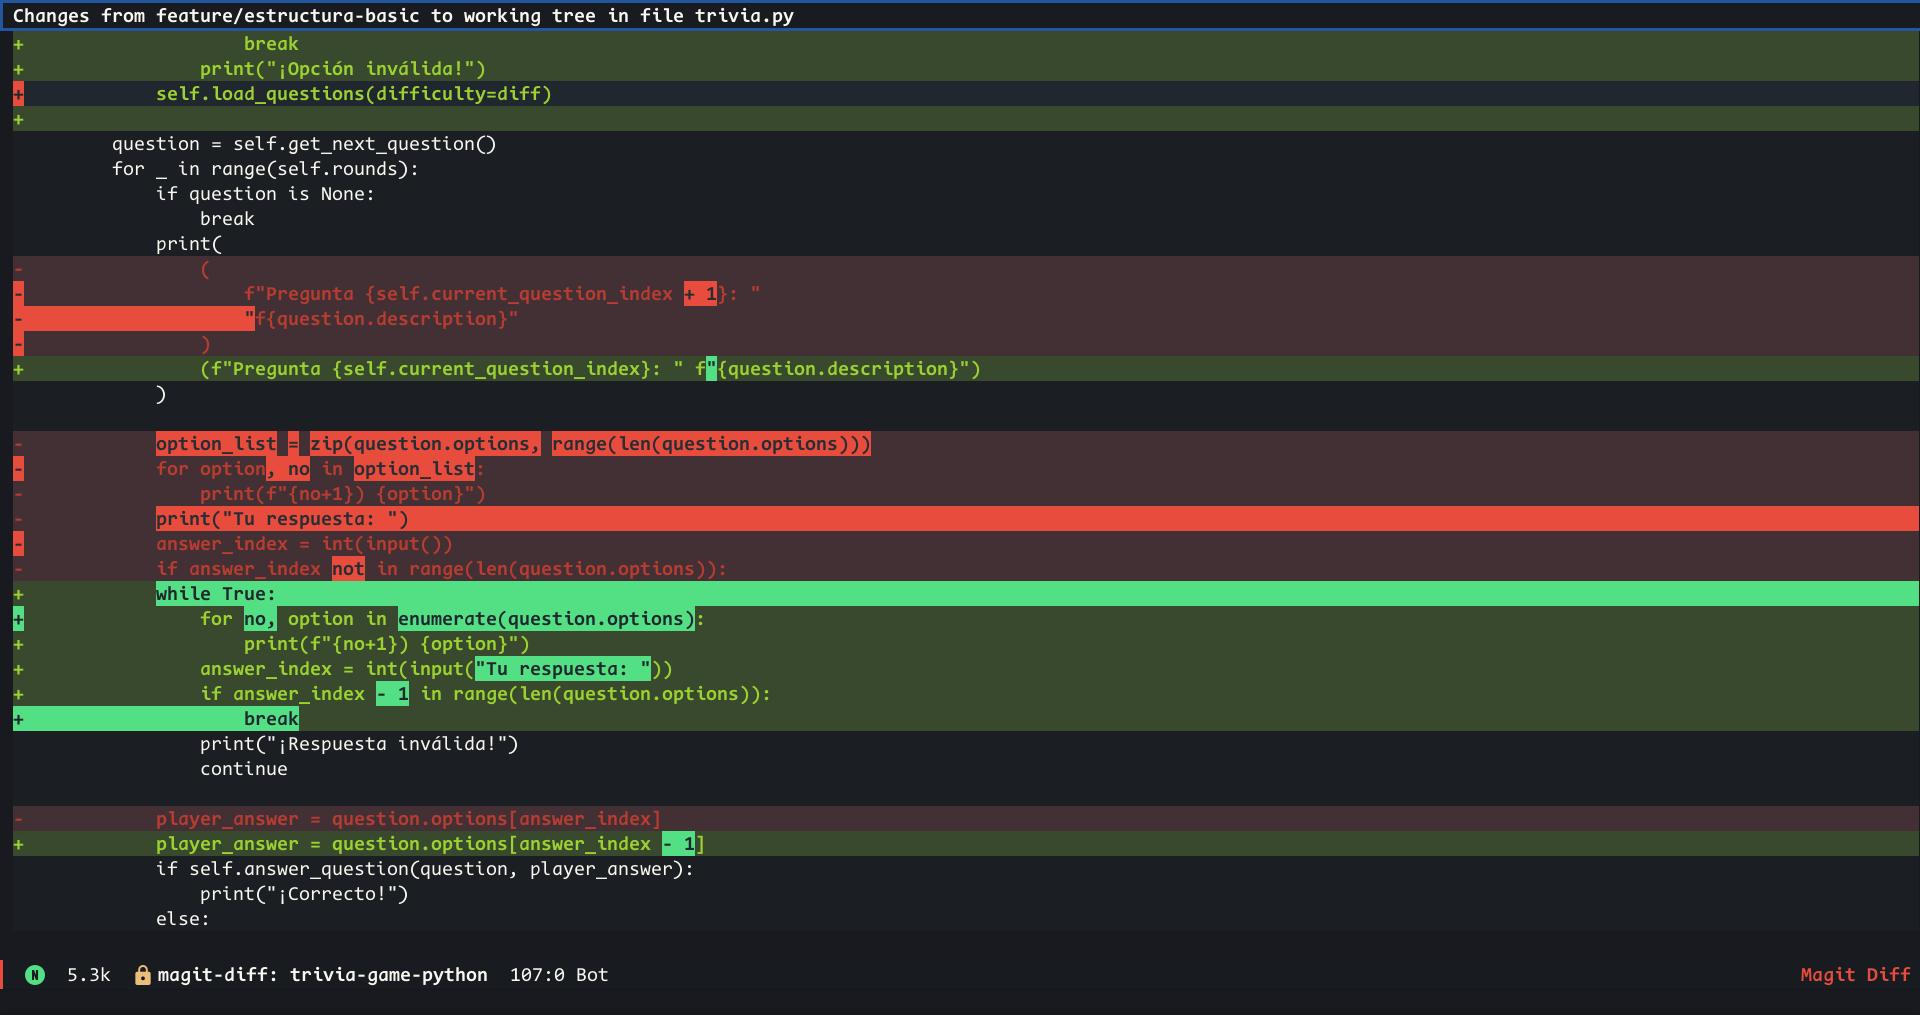 Changes from feature/estructura-basic to working tree in file trivia.py
+                    break
+                print("¡Opción inválida!")
+            self.load_questions(difficulty=diff)
+
        question = self.get_next_question()
        for _ in range(self.rounds):
            if question is None:
                break
            print(
-                (
-                    f"Pregunta {self.current_question_index + 1}: "
-                    "f{question.description}"
-                )
+                (f"Pregunta {self.current_question_index}: " f"{question.description}")
            )

-            option_list = zip(question.options, range(len(question.options)))
-            for option, no in option_list:
-                print(f"{no+1}) {option}")
-            print("Tu respuesta: ")
-            answer_index = int(input())
-            if answer_index not in range(len(question.options)):
+            while True:
+                for no, option in enumerate(question.options):
+                    print(f"{no+1}) {option}")
+                answer_index = int(input("Tu respuesta: "))
+                if answer_index - 1 in range(len(question.options)):
+                    break
                print("¡Respuesta inválida!")
                continue

-            player_answer = question.options[answer_index]
+            player_answer = question.options[answer_index - 1]
            if self.answer_question(question, player_answer):
                print("¡Correcto!")
            else:
N 5.3k magit-diff: trivia-game-python 107:0 Bot Magit Diff